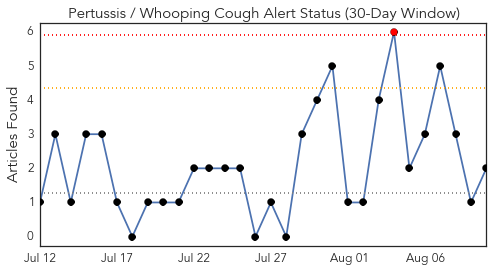 Pertussis / Whooping Cough Alert Status (30-Day Window)
Articles Found
6
5
4
3
2
1
0
Jul 12
Jul 17
Jul 22
Jul 27
Aug 01
Aug 06